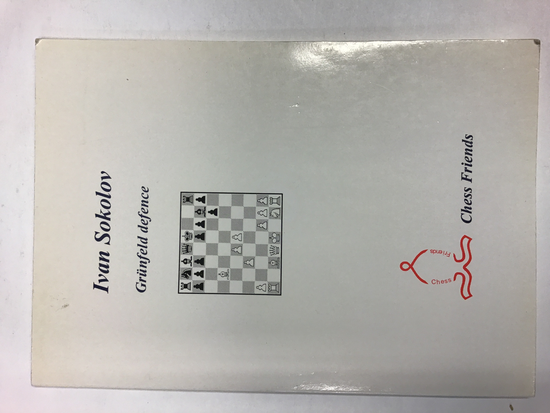 Ivan Sokolov
Grünfeld defence
Chess
Friends
Chess Friends